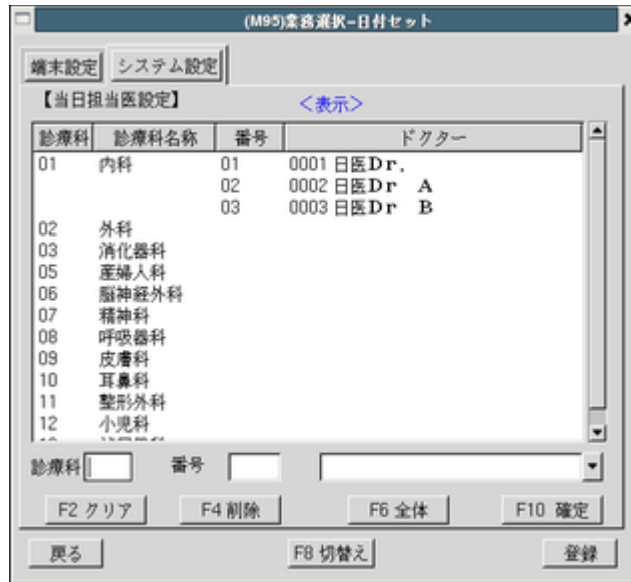 (M95)業務選択-日付セット
端末設定 システム設定
【当日担当医設定】 <表示>
診療科 診療科名称 番号 ドクター
01 内科 01 0001 日医Dr.
02 0002 日医Dr A
03 0003 日医Dr B
02 外科
03 消化器科
05 産婦人科
06 脳神経外科
07 精神科
08 呼吸器科
09 皮膚科
10 耳鼻科
11 整形外科
12 小児科
診療科 番号
F2 クリア F4 削除 F6 全体 F10 確定
戻る F8 切替え 登録